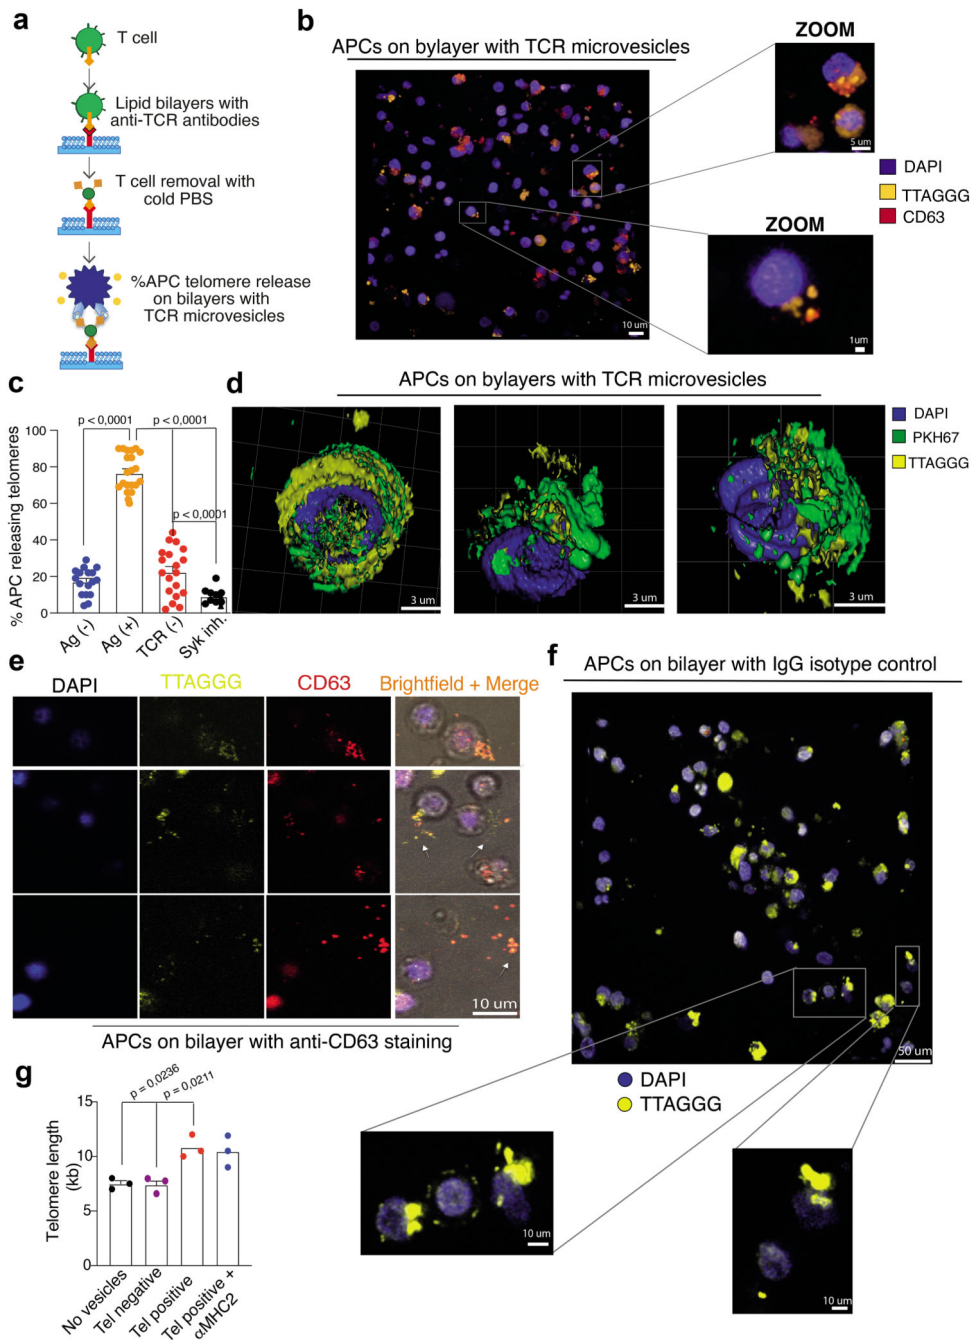 a
T cell
Lipid bilayers with
anti-TCR antibodies
T cell removal with
cold PBS
%APC telomere release
on bilayers with
TCR microvesicles
b
APCs on bylayer with TCR microvesicles
10 um
ZOOM
5 um
DAPI
TTAGGG
CD63
ZOOM
1um
c
p < 0,0001
p < 0,0001
p < 0,0001
% APC releasing telomeres
100
80
60
40
20
0
Ag (-)
Ag (+)
TCR (-)
Syk inh.
d
APCs on bylayers with TCR microvesicles
3 um
3 um
3 um
DAPI
PKH67
TTAGGG
e
DAPI
TTAGGG
CD63
Brightfield + Merge
10 um
APCs on bilayer with anti-CD63 staining
f
APCs on bilayer with IgG isotype control
50 um
DAPI
TTAGGG
10 um
10 um
g
p = 0,0236
p = 0,0211
Telomere length
(kb)
15
10
5
0
No vesicles
Tel negative
Tel positive
Tel positive +
αMHC2